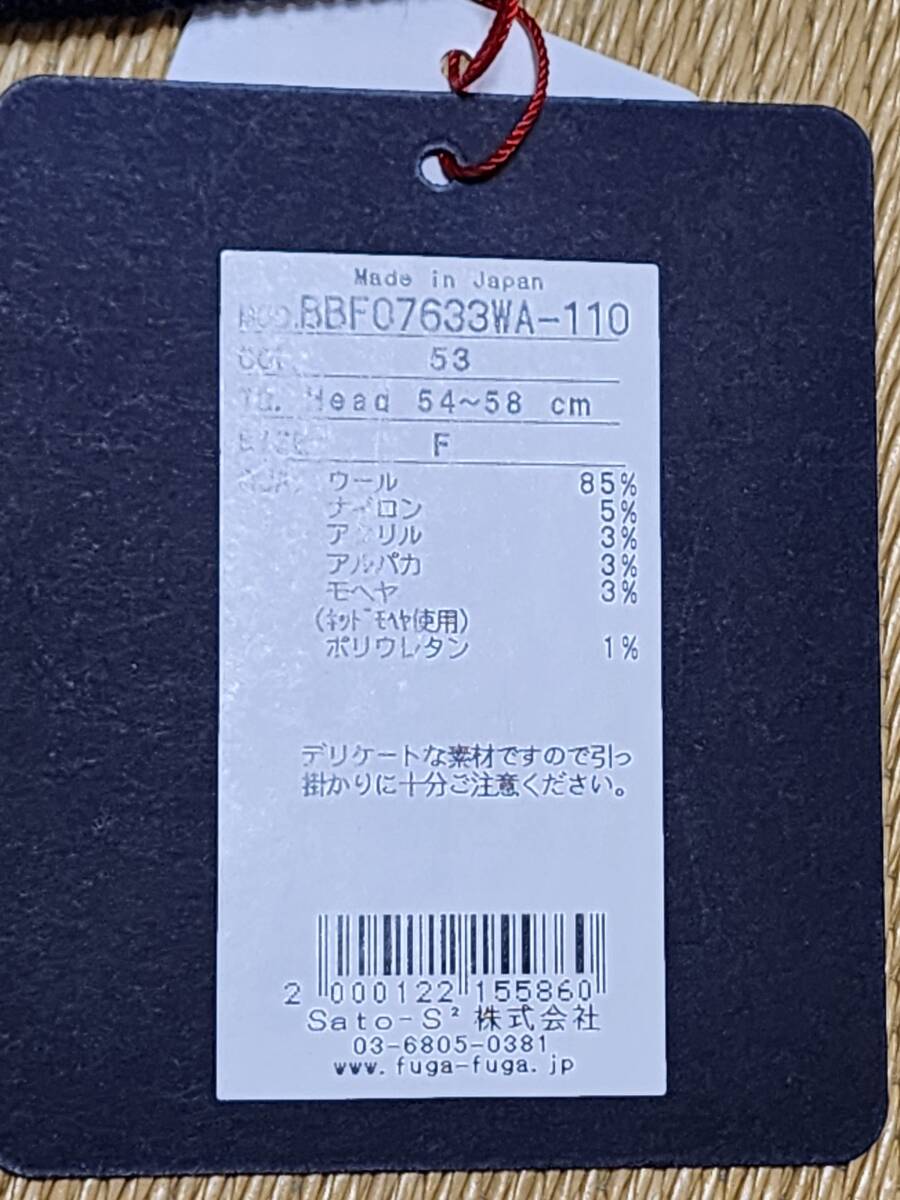 Made in Japan
MOD. BBF07633WA-110
COL. 53
Head 54~58 cm
SIZE F
ウール 85%
ナイロン 5%
アクリル 3%
アルパカ 3%
モヘヤ 3%
(ｷｯﾄﾞﾓﾍﾔ使用)
ポリウレタン 1%
デリケートな素材ですので引っ
掛かりに十分ご注意ください。
2 000122 155860
Sato-S² 株式会社
03-6805-0381
www.fuga-fuga.jp